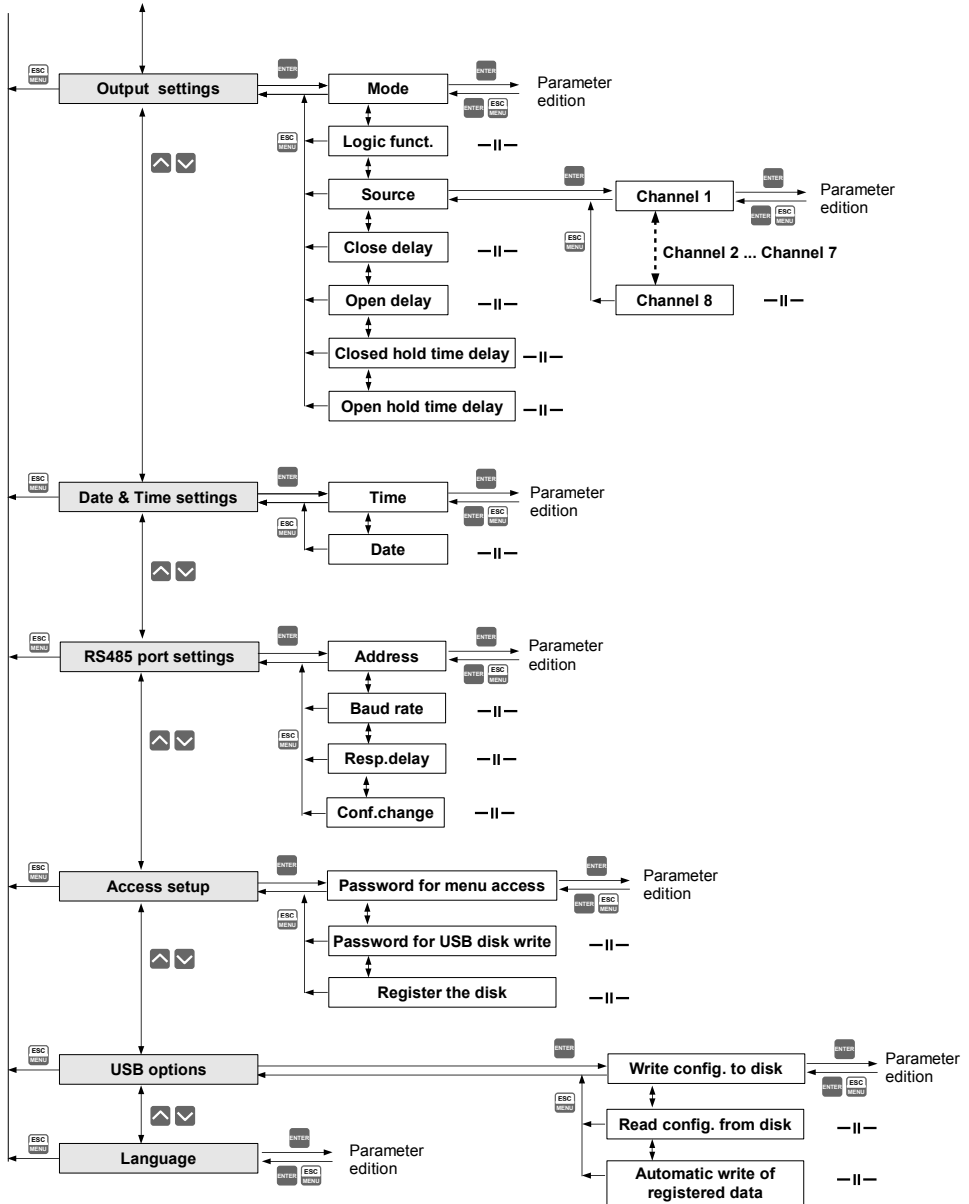 ESC
MENU
Output settings
ENTER
Mode
ENTER
ENTER
ESC
MENU
Parameter
edition
ESC
MENU
Logic funct.
—II—
Source
ENTER
Channel 1
ENTER
ENTER
ESC
MENU
Parameter
edition
ESC
MENU
Close delay
—II—
Channel 2 ... Channel 7
Open delay
—II—
Channel 8
—II—
Closed hold time delay
—II—
Open hold time delay
—II—
ESC
MENU
Date & Time settings
ENTER
Time
ENTER
ENTER
ESC
MENU
Parameter
edition
ESC
MENU
Date
—II—
ESC
MENU
RS485 port settings
ENTER
Address
ENTER
ENTER
ESC
MENU
Parameter
edition
Baud rate
—II—
ESC
MENU
Resp.delay
—II—
Conf.change
—II—
ESC
MENU
Access setup
ENTER
Password for menu access
ENTER
ENTER
ESC
MENU
Parameter
edition
ESC
MENU
Password for USB disk write
—II—
Register the disk
—II—
ESC
MENU
USB options
ENTER
Write config. to disk
ENTER
ENTER
ESC
MENU
Parameter
edition
ESC
MENU
Read config. from disk
—II—
ESC
MENU
Language
ENTER
ENTER
ESC
MENU
Parameter
edition
Automatic write of
registered data
—II—